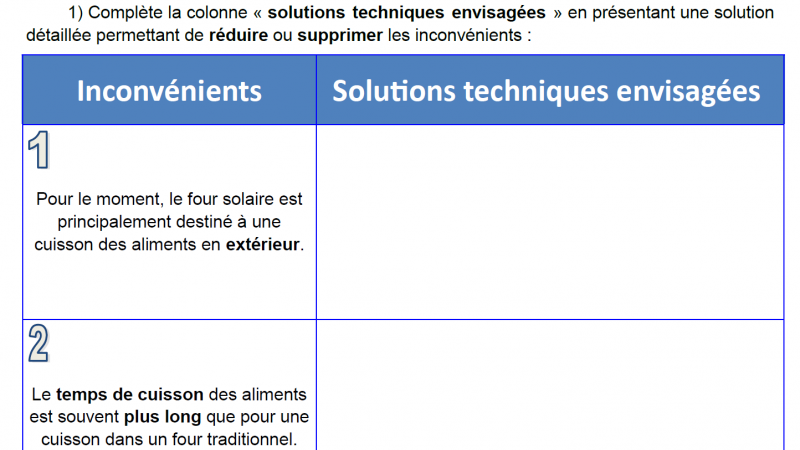 1) Complète la colonne « solutions techniques envisagées » en présentant une solution
détaillée permettant de réduire ou supprimer les inconvénients :
Inconvénients
Solutions techniques envisagées
1
Pour le moment, le four solaire est
principalement destiné à une
cuisson des aliments en extérieur.
2
Le temps de cuisson des aliments
est souvent plus long que pour une
cuisson dans un four traditionnel.